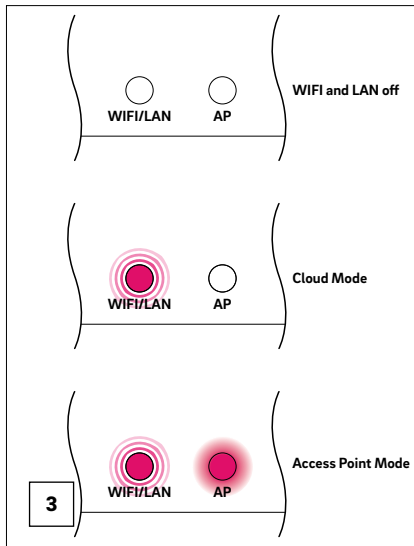 WIFI and LAN off
WIFI/LAN AP
Cloud Mode
WIFI/LAN AP
Access Point Mode
WIFI/LAN AP
3